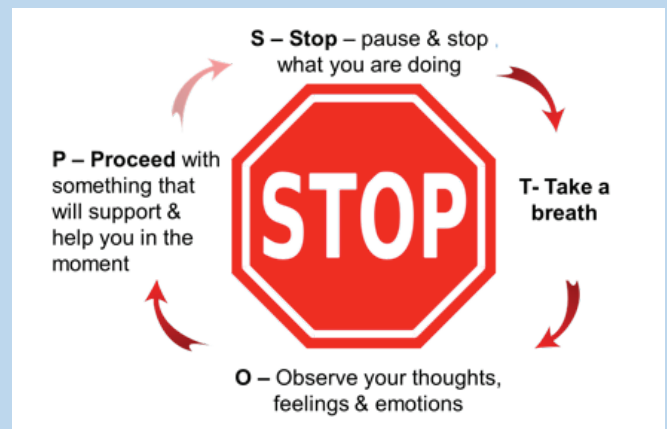 S – Stop – pause & stop
what you are doing
T- Take a
breath
O – Observe your thoughts,
feelings & emotions
P – Proceed with
something that
will support &
help you in the
moment
STOP